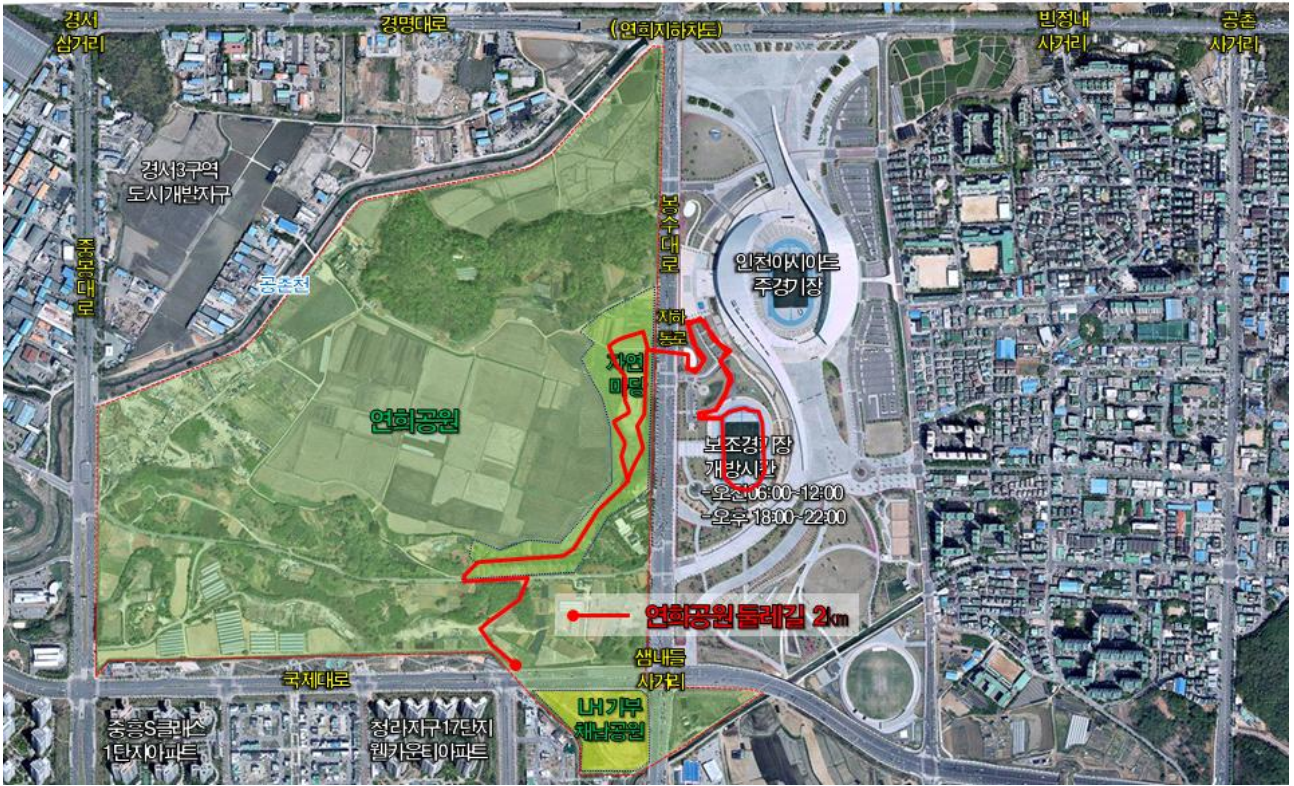 경서
삼거리
경명대로
(연희지하차도)
빈정내
사거리
공촌
사거리
경서3구역
도시개발지구
중봉대로
공촌천
봉수대로
인천아시아드
주경기장
지하
통로
자연
마당
연희공원
보조경기장
개방시간
-오전06:00~12:00
-오후 18:00~22:00
연희공원 둘레길 2km
샘내들
사거리
국제대로
LH 기부
채납공원
중흥S클래스
1단지아파트
청라지구17단지
웰카운티아파트